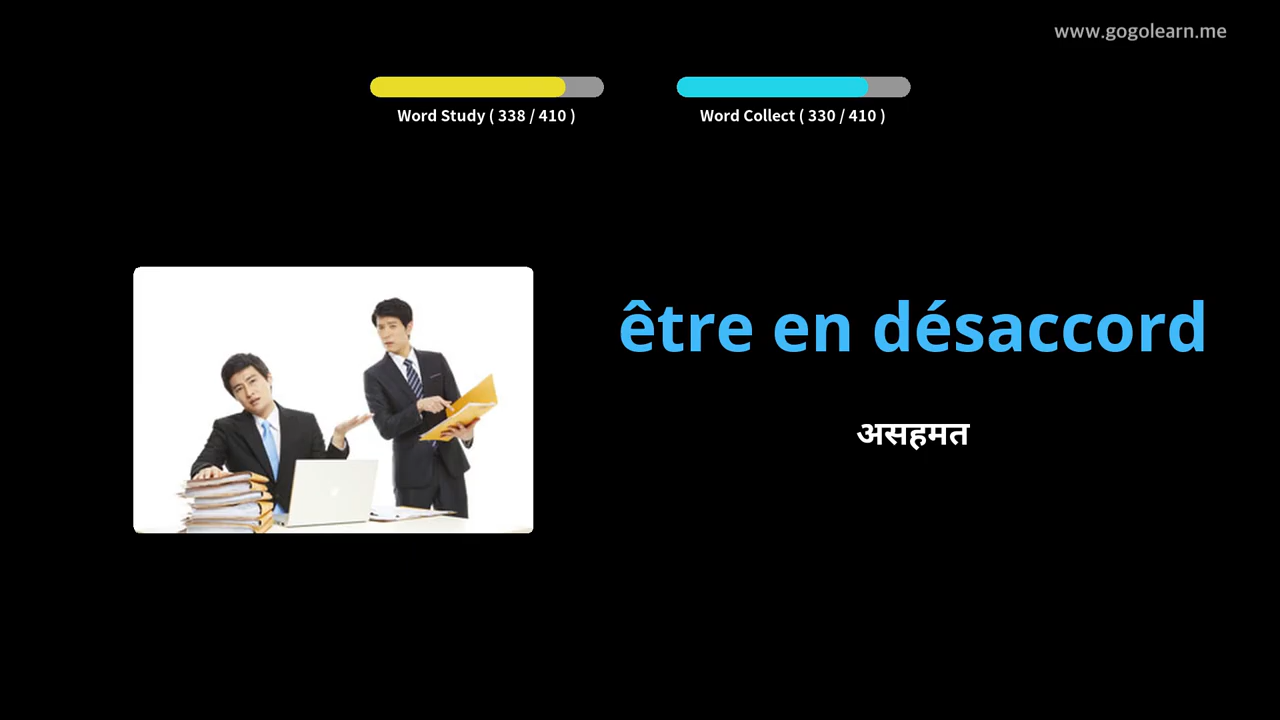 www.gogolearn.me
Word Study ( 338 / 410 )
Word Collect ( 330 / 410 )
être en désaccord
असहमत